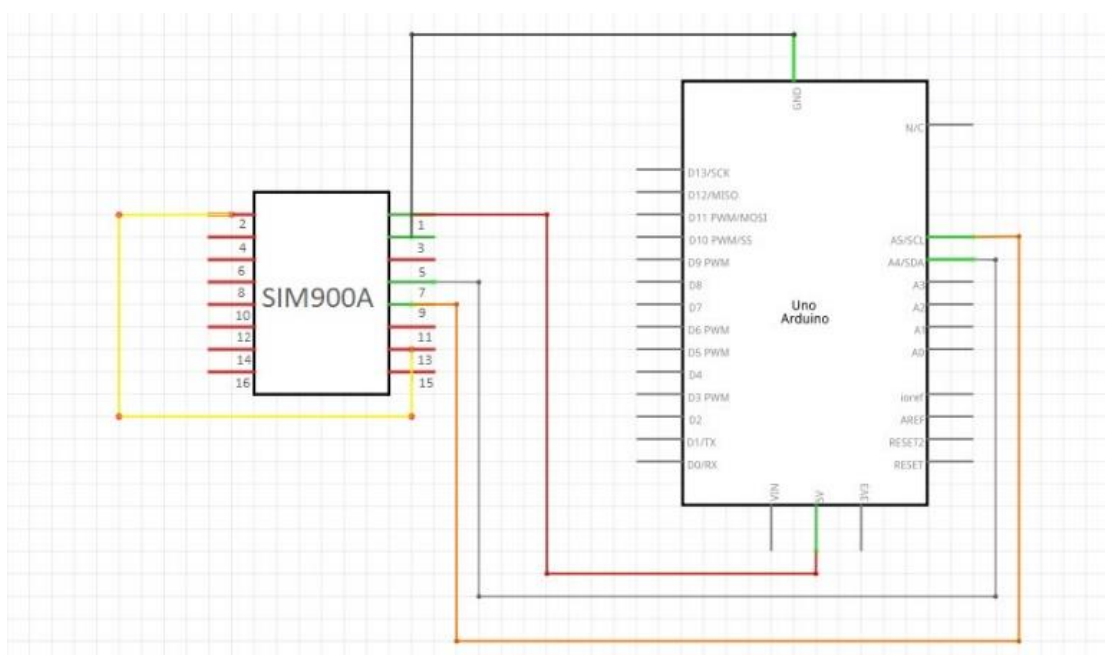 GND
N/C
D13/SCK
D12/MISO
D11 PWM/MOSI
D10 PWM/SS
D9 PWM
D8
D7
D6 PWM
D5 PWM
D4
D3 PWM
D2
D1/TX
D0/RX
A5/SCL
A4/SDA
A3
A2
A1
A0
ioref
AREF
RESET2
RESET
Uno
Arduino
VIN
5V
3V3
SIM900A
2
4
6
8
10
12
14
16
1
3
5
7
9
11
13
15